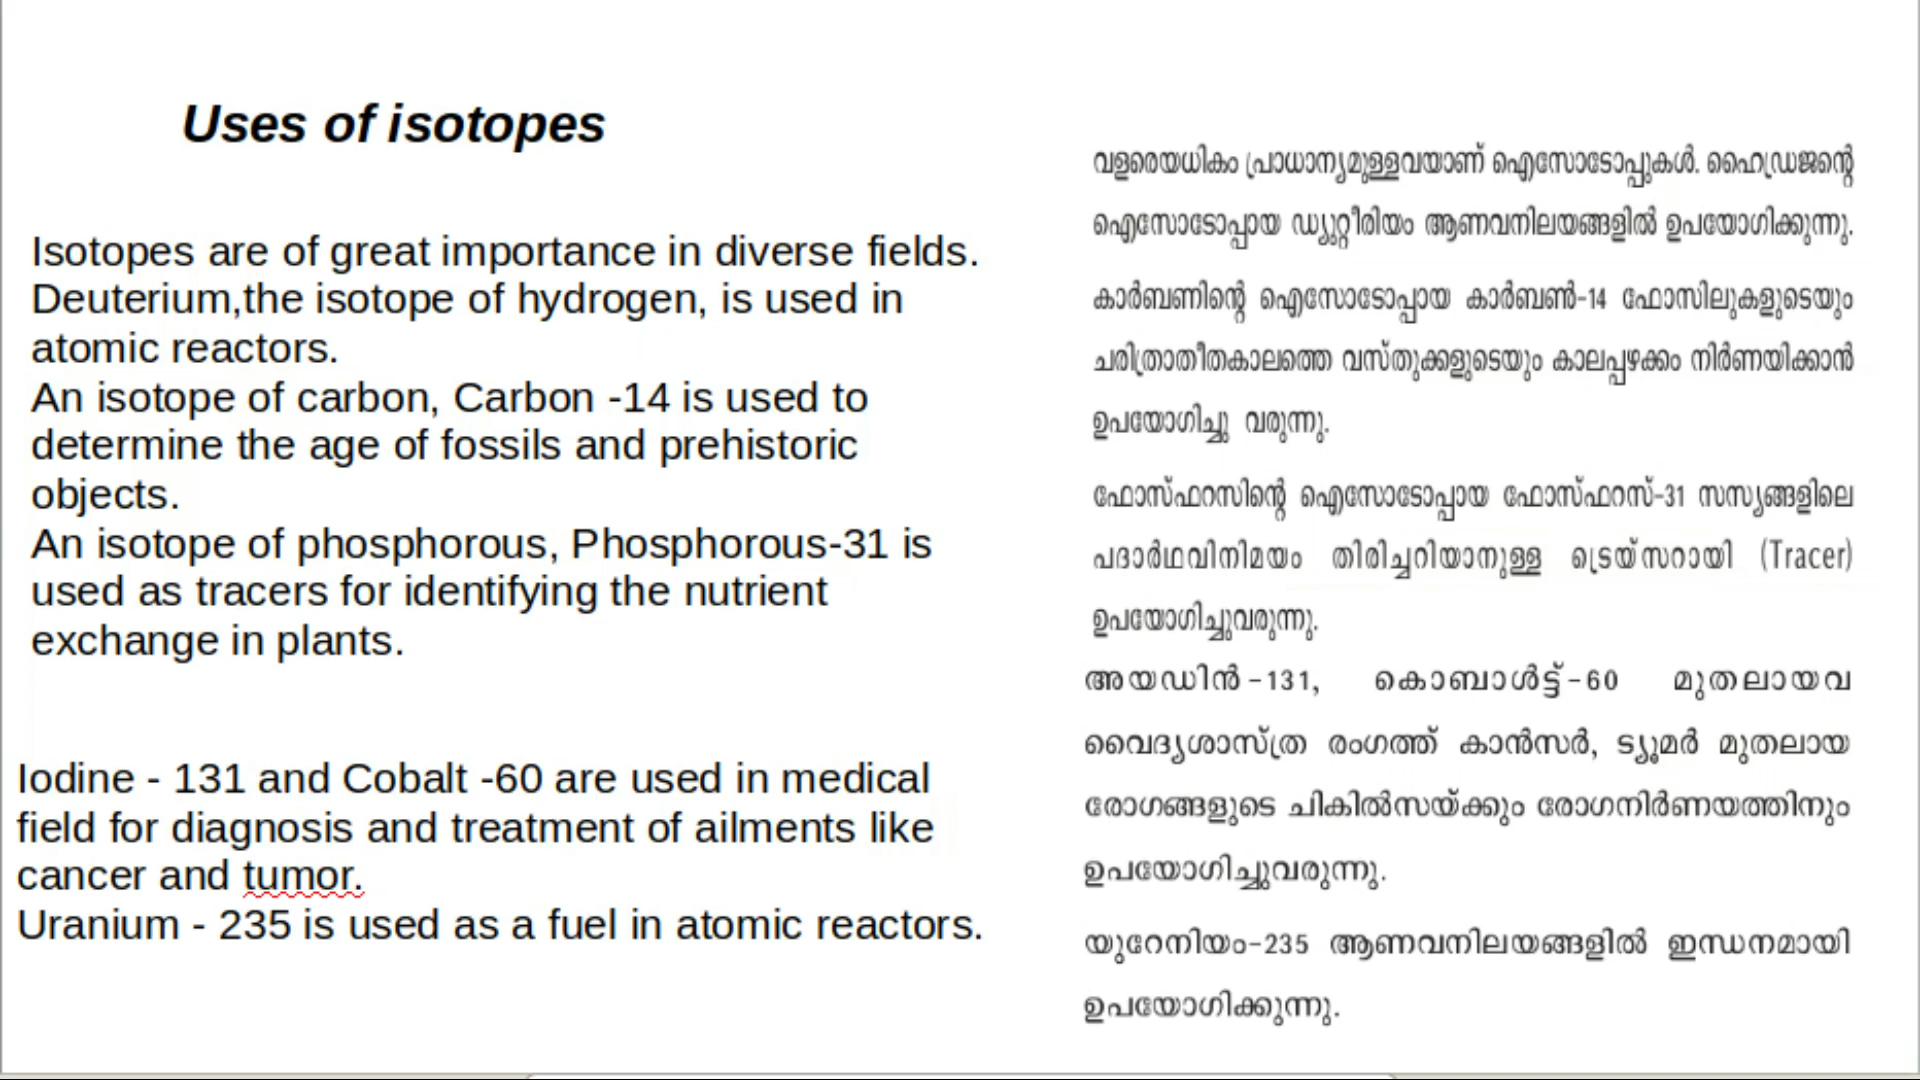 Uses of isotopes
Isotopes are of great importance in diverse fields.
Deuterium,the isotope of hydrogen, is used in
atomic reactors.
An isotope of carbon, Carbon -14 is used to
determine the age of fossils and prehistoric
objects.
An isotope of phosphorous, Phosphorous-31 is
used as tracers for identifying the nutrient
exchange in plants.
Iodine - 131 and Cobalt -60 are used in medical
field for diagnosis and treatment of ailments like
cancer and tumor.
Uranium - 235 is used as a fuel in atomic reactors.
വളരെയധികം പ്രാധാന്യമുള്ളവയാണ് ഐസോടോപ്പുകൾ. ഹൈഡ്രജന്റെ
ഐസോടോപ്പായ ഡ്യുറ്റീരിയം ആണവനിലയങ്ങളിൽ ഉപയോഗിക്കുന്നു.
കാർബണിന്റെ ഐസോടോപ്പായ കാർബൺ-14 ഫോസിലുകളുടെയും
ചരിത്രാതീതകാലത്തെ വസ്തുക്കളുടെയും കാലപ്പഴക്കം നിർണയിക്കാൻ
ഉപയോഗിച്ചു വരുന്നു.
ഫോസ്ഫറസിന്റെ ഐസോടോപ്പായ ഫോസ്ഫറസ്-31 സസ്യങ്ങളിലെ
പദാർഥവിനിമയം തിരിച്ചറിയാനുള്ള ട്രെയ്സറായി (Tracer)
ഉപയോഗിച്ചുവരുന്നു.
അയഡിൻ-131, കൊബാൾട്ട്-60 മുതലായവ
വൈദ്യശാസ്ത്ര രംഗത്ത് കാൻസർ, ട്യൂമർ മുതലായ
രോഗങ്ങളുടെ ചികിൽസയ്ക്കും രോഗനിർണയത്തിനും
ഉപയോഗിച്ചുവരുന്നു.
യുറേനിയം-235 ആണവനിലയങ്ങളിൽ ഇന്ധനമായി
ഉപയോഗിക്കുന്നു.